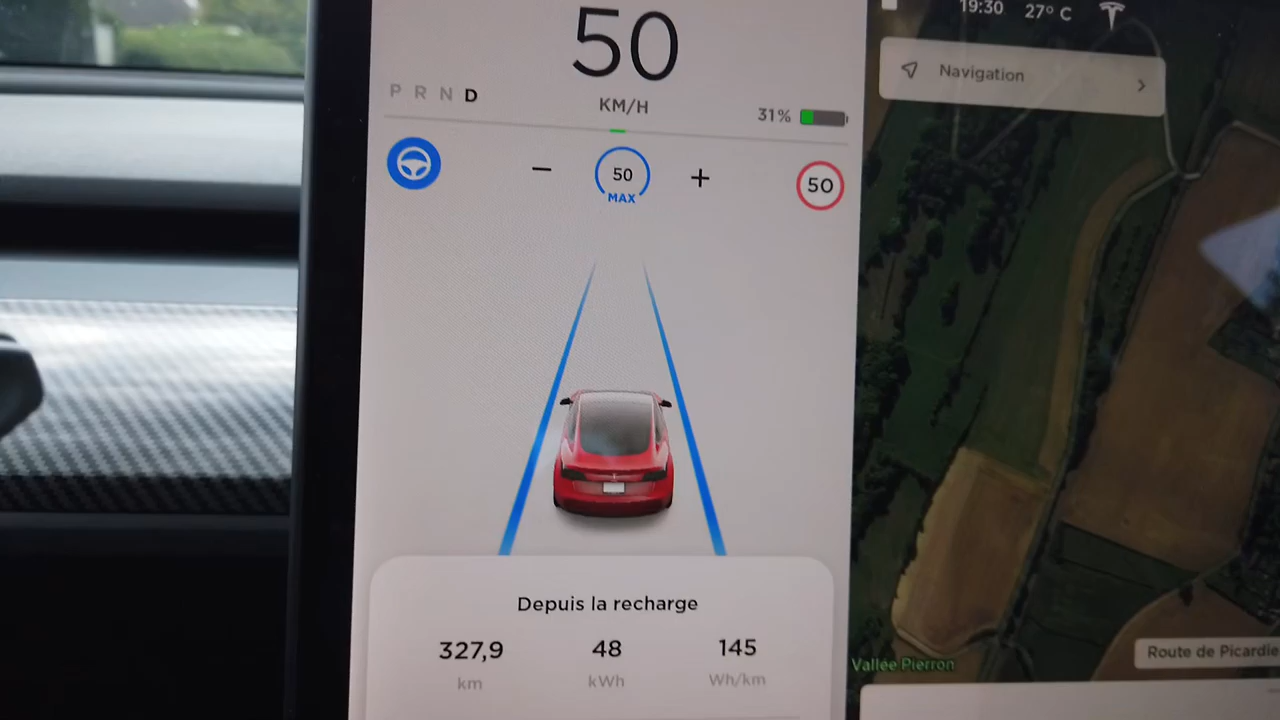 50
KM/H
P R N D
31%
50
MAX
50
Depuis la recharge
327,9 48 145
km kWh Wh/km
19:30 27° C
Navigation
Vallée Pierron
Route de Picardie